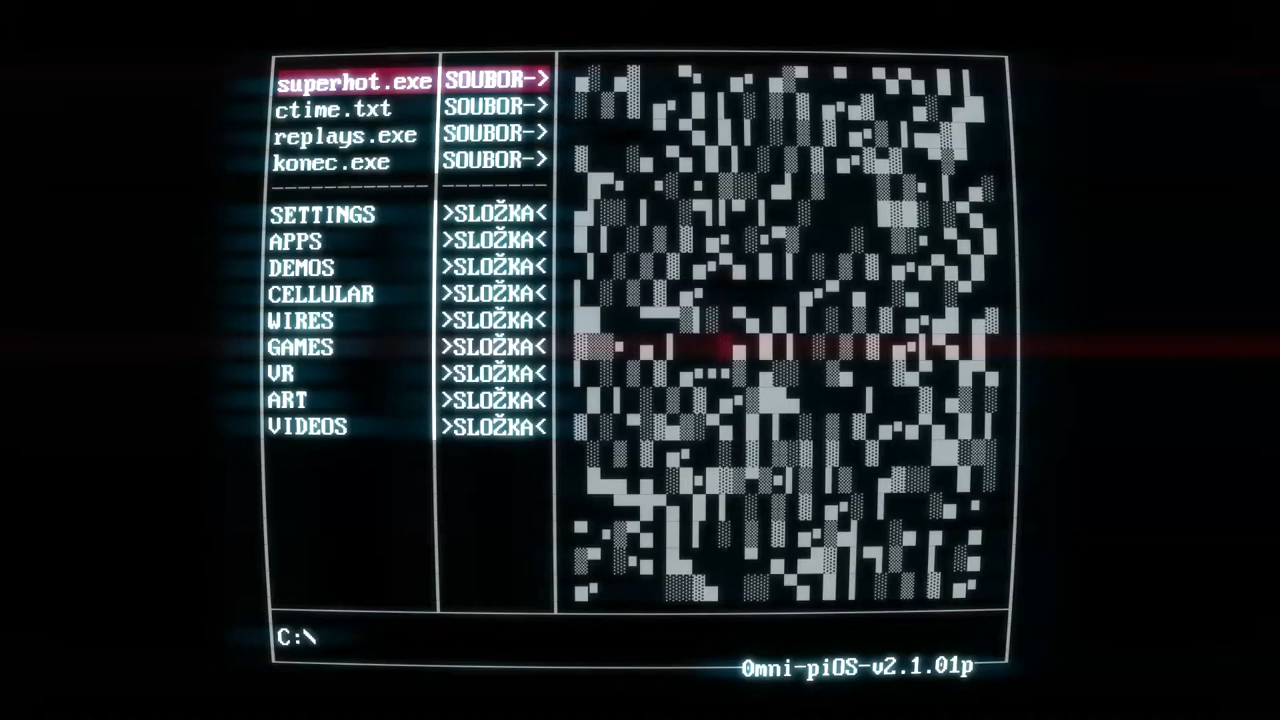 superhot.exe SOUBOR->
ctime.txt SOUBOR->
replays.exe SOUBOR->
konec.exe SOUBOR->
SETTINGS >SLOŽKA<
APPS >SLOŽKA<
DEMOS >SLOŽKA<
CELLULAR >SLOŽKA<
WIRES >SLOŽKA<
GAMES >SLOŽKA<
VR >SLOŽKA<
ART >SLOŽKA<
VIDEOS >SLOŽKA<
C:\
0mni-piOS-v2.1.01p